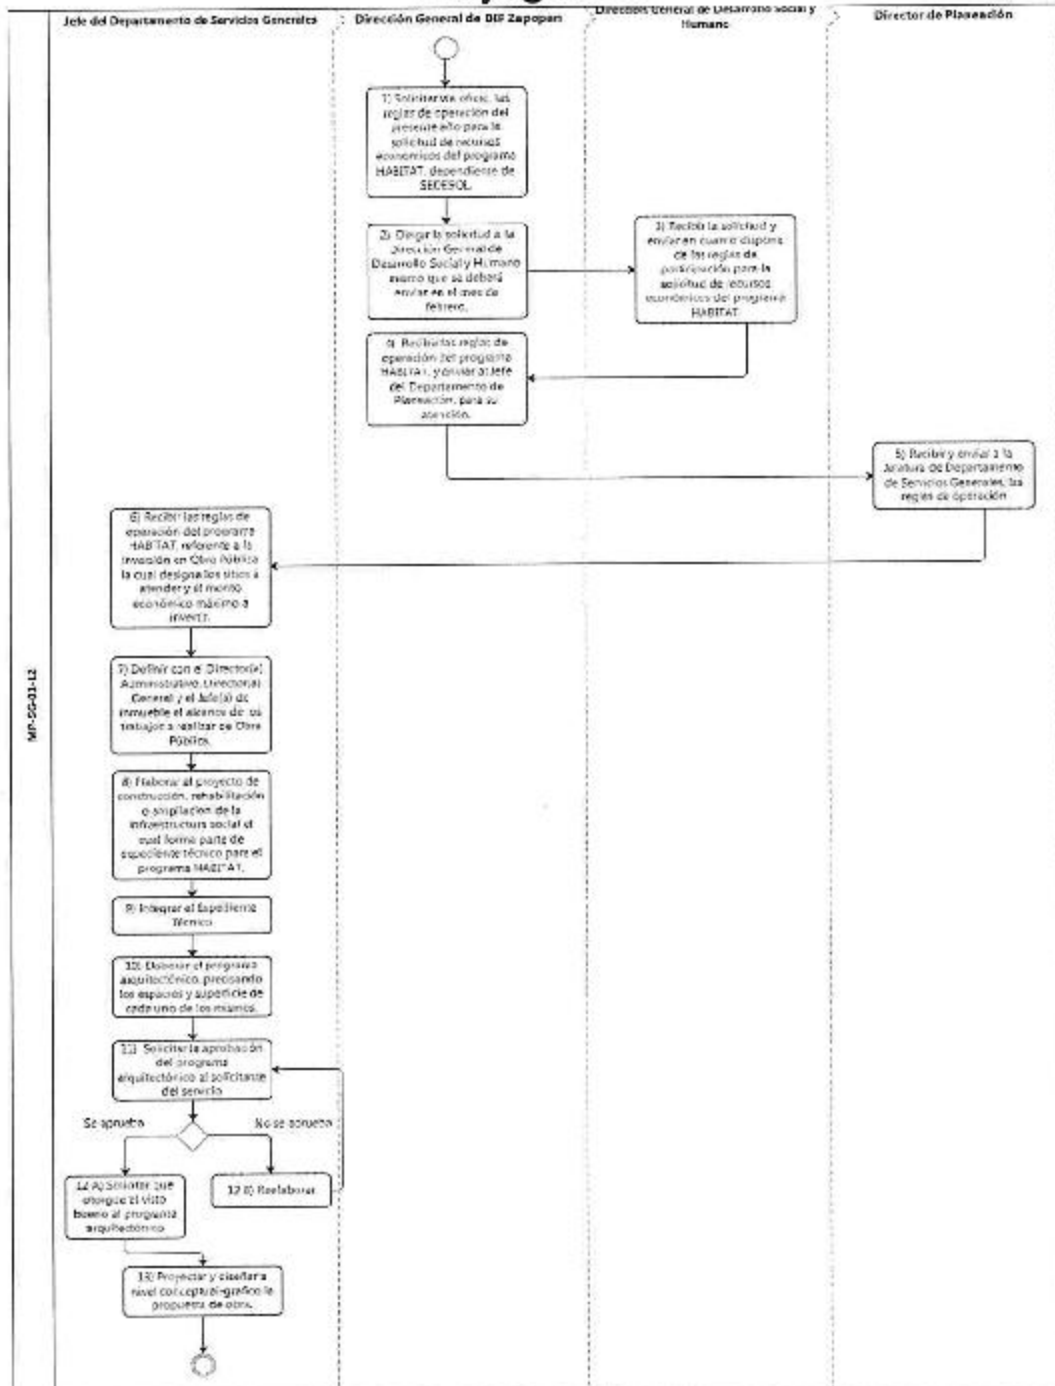 Jefe del Departamento de Servicios Generales
Dirección General de DIF Zapopan
Dirección General de Desarrollo Social y
Humano
Director de Planeación
MP-SG-01-12
1) Solicitar vía oficio, las
reglas de operación del
presente año para la
solicitud de recursos
económicos del programa
HABITAT, dependiente de
SEDESOL.
2) Dirigir la solicitud a la
Dirección General de
Desarrollo Social y Humano
mismo que se deberá
enviar en el mes de
febrero.
3) Recibir la solicitud y
enviar en cuanto dispone
de las reglas de
participación para la
solicitud de recursos
económicos del programa
HABITAT.
4) Recibir las reglas de
operación del programa
HABITAT, y enviar al Jefe
del Departamento de
Planeación, para su
atención.
5) Recibir y enviar a la
Jefatura de Departamento
de Servicios Generales, las
reglas de operación
6) Recibir las reglas de
operación del programa
HABITAT, referente a la
inversión en Obra Pública
la cual designa los sitios a
atender y el monto
económico máximo a
invertir.
7) Definir con el Director(a)
Administrativo, Director(a)
General y el Jefe(a) de
inmueble el alcance de los
trabajos a realizar de Obra
Pública.
8) Elaborar el proyecto de
construcción, rehabilitación
o ampliación de la
infraestructura social el
cual forma parte de
expediente técnico para el
programa HABITAT.
9) Integrar el Expediente
Técnico
10) Elaborar el programa
arquitectónico, precisando
los espacios y superficie de
cada uno de los mismos.
11) Solicitar la aprobación
del programa
arquitectónico al solicitante
del servicio
Se aprueba
No se aprueba
12 A) Solicitar que
otorgue el visto
bueno al programa
arquitectónico
12 B) Reelaborar
13) Proyectar y diseñar a
nivel conceptual-grafico la
propuesta de obra.